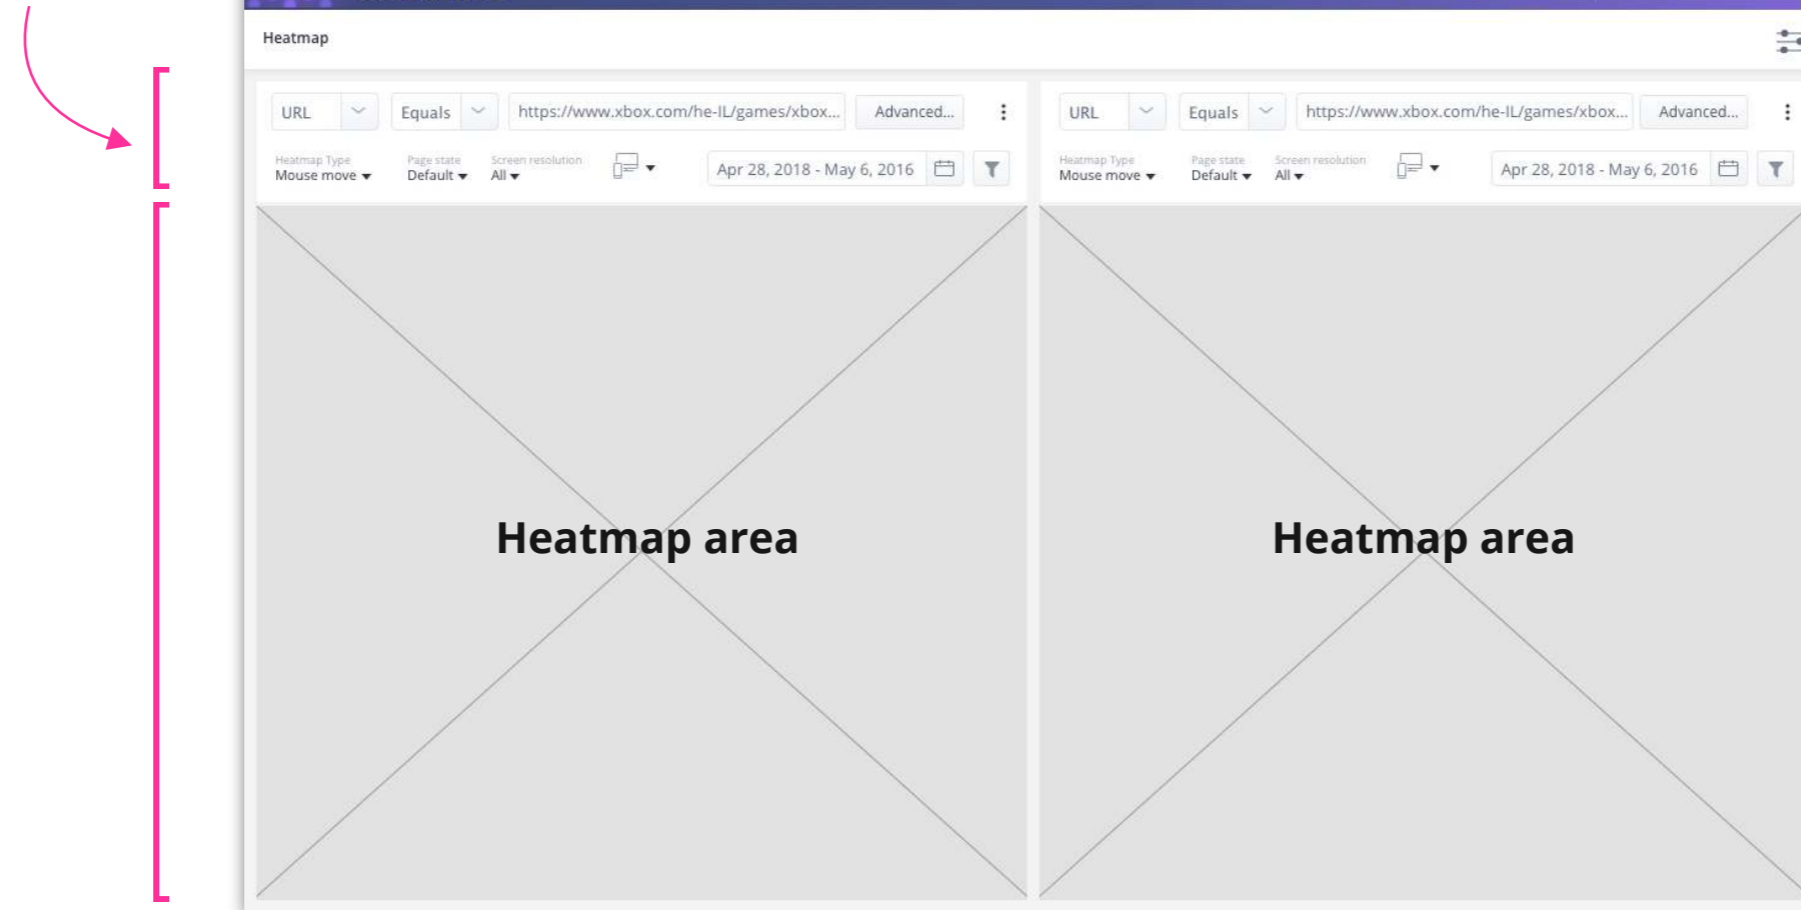 Heatmap
URL Equals https://www.xbox.com/he-IL/games/xbox... Advanced...
Heatmap Type Page state Screen resolution
Mouse move Default All Apr 28, 2018 - May 6, 2016
Heatmap area
URL Equals https://www.xbox.com/he-IL/games/xbox... Advanced...
Heatmap Type Page state Screen resolution
Mouse move Default All Apr 28, 2018 - May 6, 2016
Heatmap area